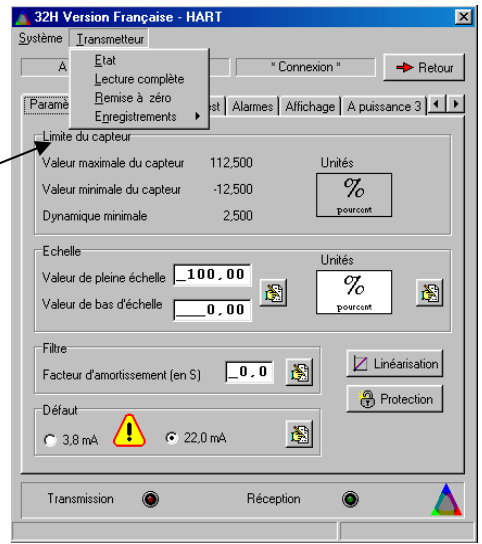 32H Version Française - HART
Système Transmetteur
Etat
Lecture complète
Remise à zéro
Enregistrements
A
* Connexion *
Retour
Paramè
est Alarmes Affichage A puissance 3
Limite du capteur
Valeur maximale du capteur 112,500 Unités
Valeur minimale du capteur -12,500 %
pourcent
Dynamique minimale 2,500
Echelle
Unités
Valeur de pleine échelle _100,00 %
Valeur de bas d'échelle ___0,00 pourcent
Filtre
Facteur d'amortissement (en S) _0,0
Linéarisation
Protection
Défaut
3,8 mA ! 22,0 mA
Transmission Réception